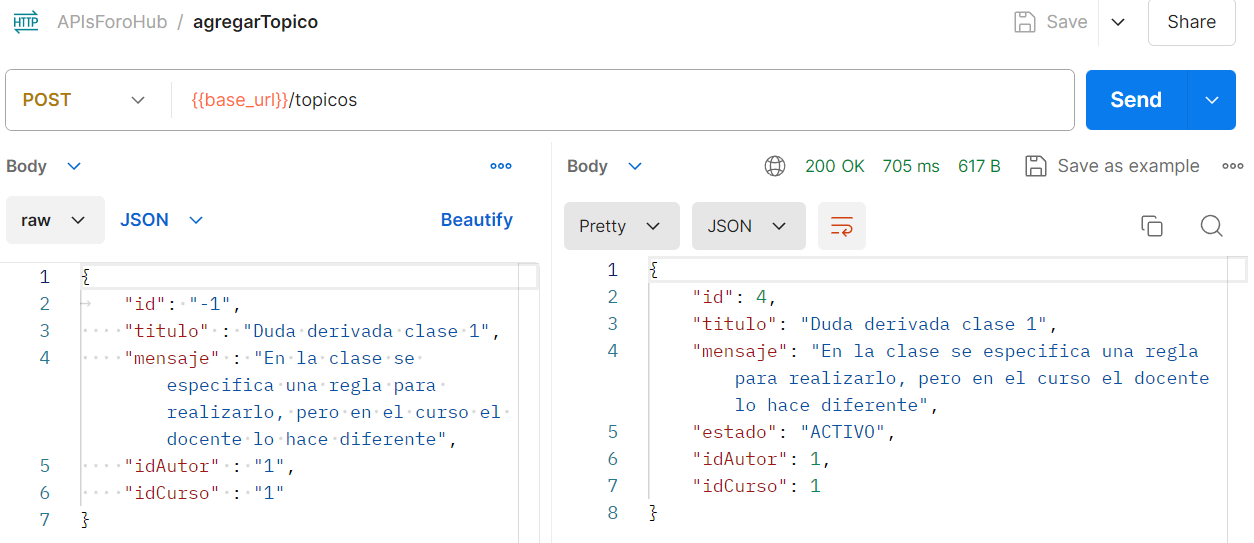 HTTP APIsForoHub / agregarTopico Save Share
POST {{base_url}}/topicos Send
Body
raw JSON Beautify
1 {
2 "id": "-1",
3 "titulo" : "Duda derivada clase 1",
4 "mensaje" : "En la clase se
especifica una regla para
realizarlo, pero en el curso el
docente lo hace diferente",
5 "idAutor" : "1",
6 "idCurso" : "1"
7 }
Body 200 OK 705 ms 617 B Save as example
Pretty JSON
1 {
2 "id": 4,
3 "titulo": "Duda derivada clase 1",
4 "mensaje": "En la clase se especifica una regla
para realizarlo, pero en el curso el docente
lo hace diferente",
5 "estado": "ACTIVO",
6 "idAutor": 1,
7 "idCurso": 1
8 }